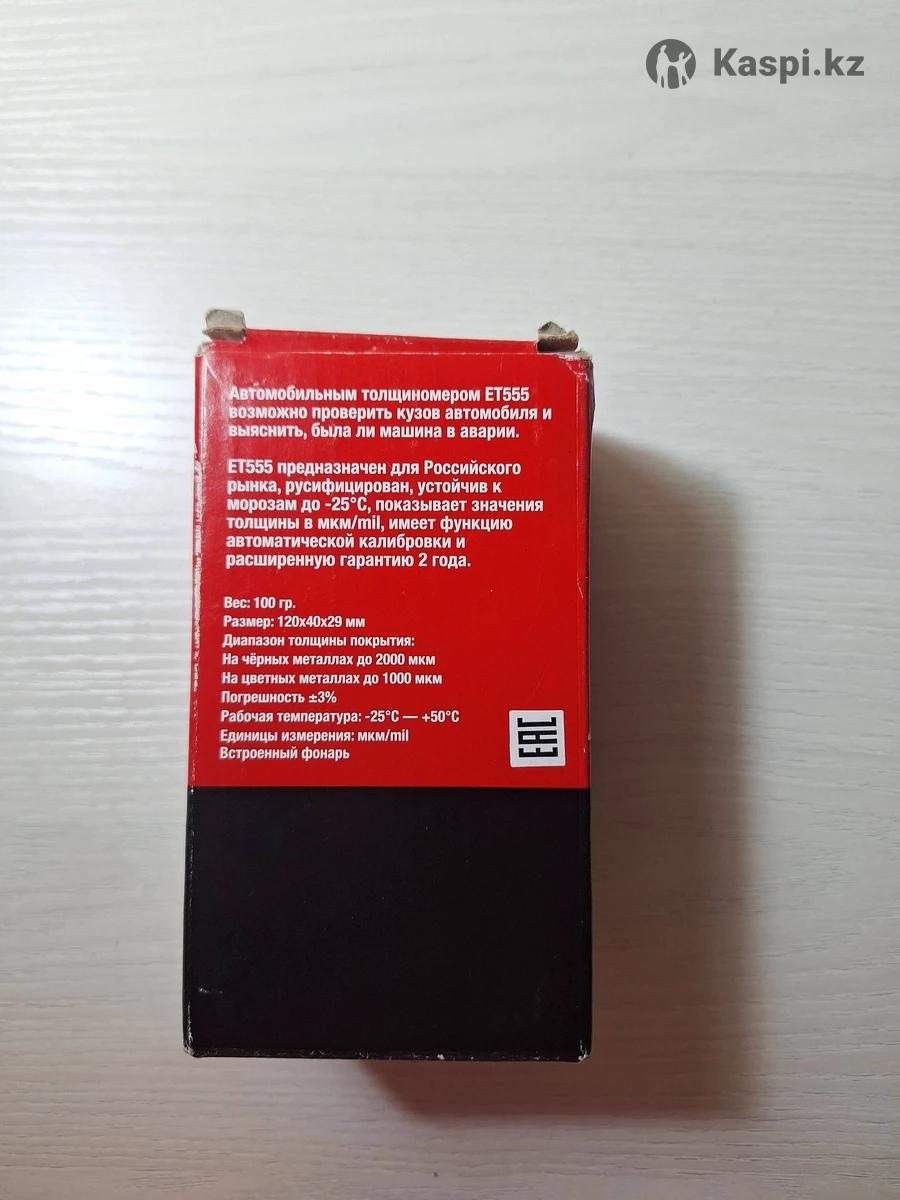 Kaspi.kz
Автомобильным толщиномером ET555
возможно проверить кузов автомобиля и
выяснить, была ли машина в аварии.
ET555 предназначен для Российского
рынка, русифицирован, устойчив к
морозам до -25°C, показывает значения
толщины в мкм/mil, имеет функцию
автоматической калибровки и
расширенную гарантию 2 года.
Вес: 100 гр.
Размер: 120x40x29 мм
Диапазон толщины покрытия:
На чёрных металлах до 2000 мкм
На цветных металлах до 1000 мкм
Погрешность ±3%
Рабочая температура: -25°C — +50°C
Единицы измерения: мкм/mil
Встроенный фонарь
EAC